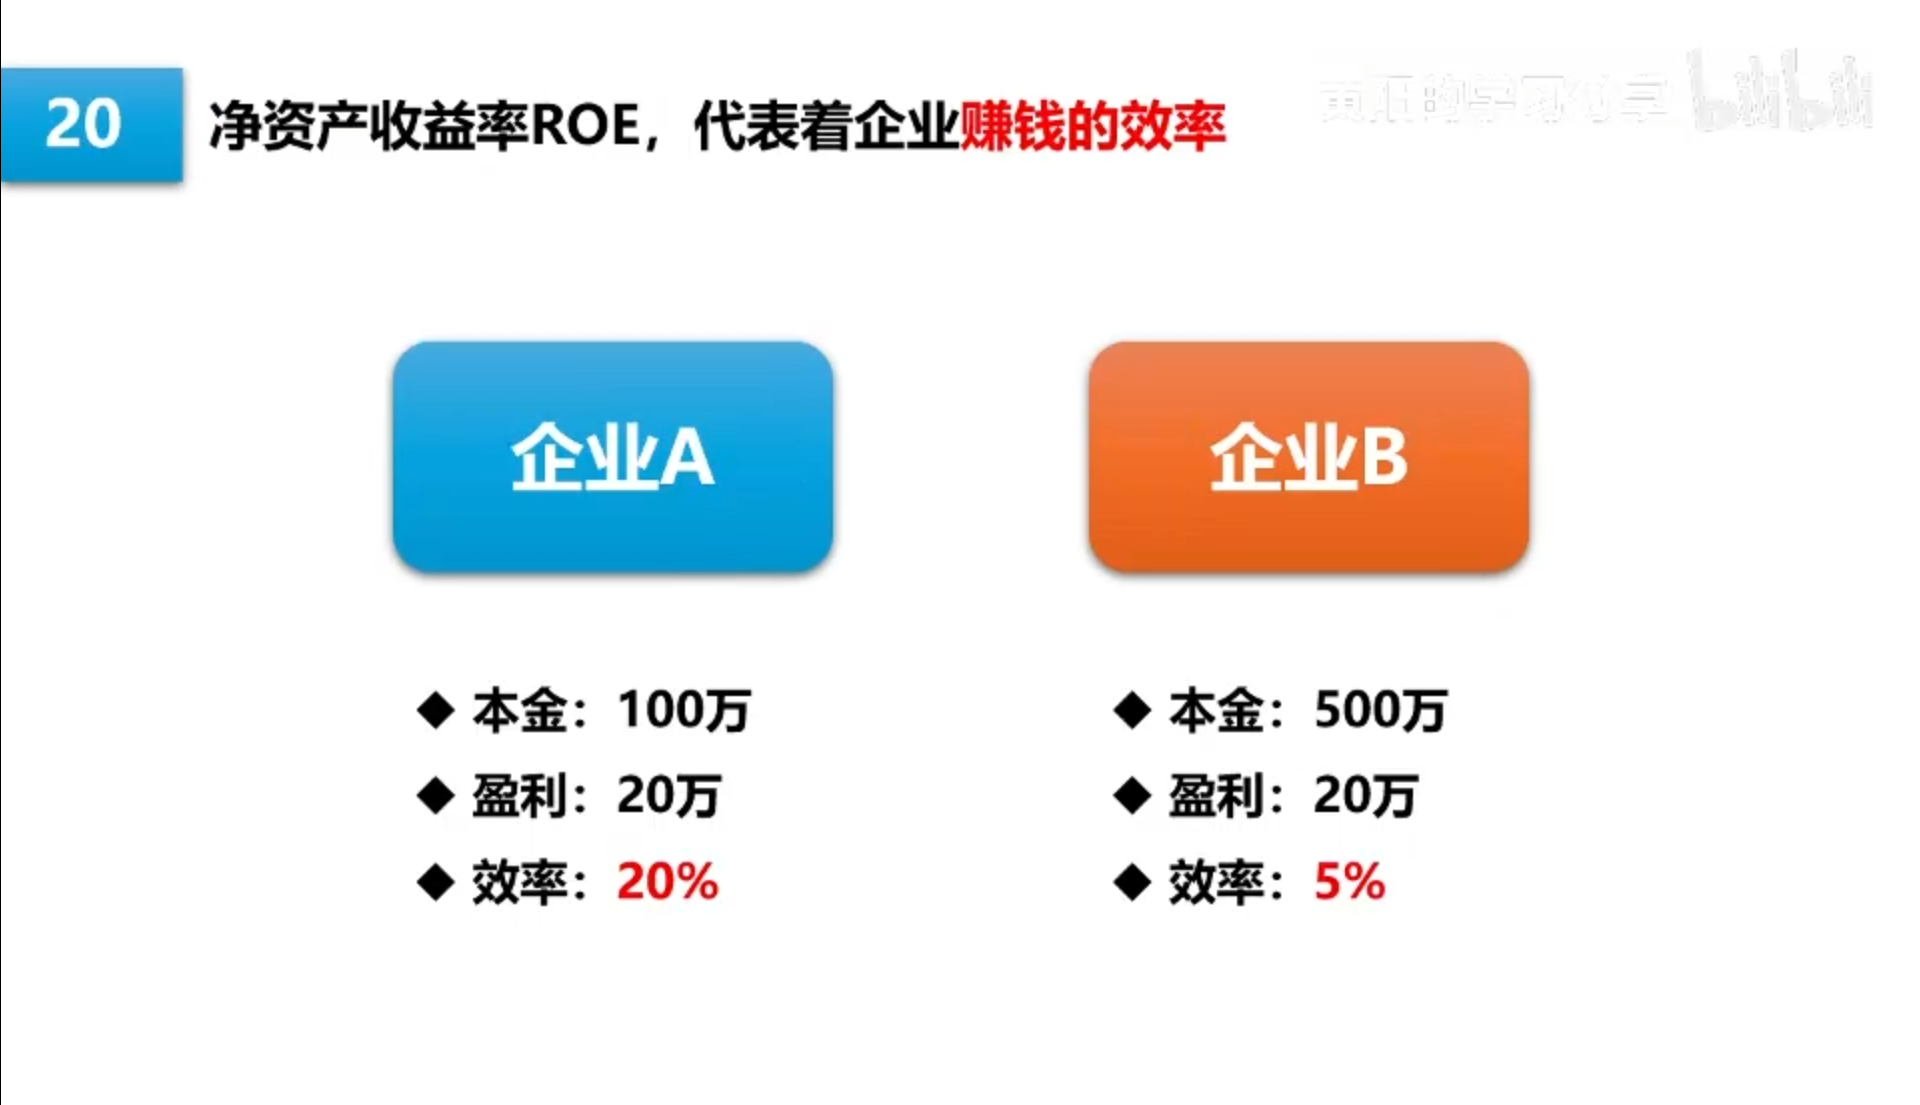 20
净资产收益率ROE，代表着企业赚钱的效率
bilibili
企业A
◆ 本金：100万
◆ 盈利：20万
◆ 效率：20%
企业B
◆ 本金：500万
◆ 盈利：20万
◆ 效率：5%